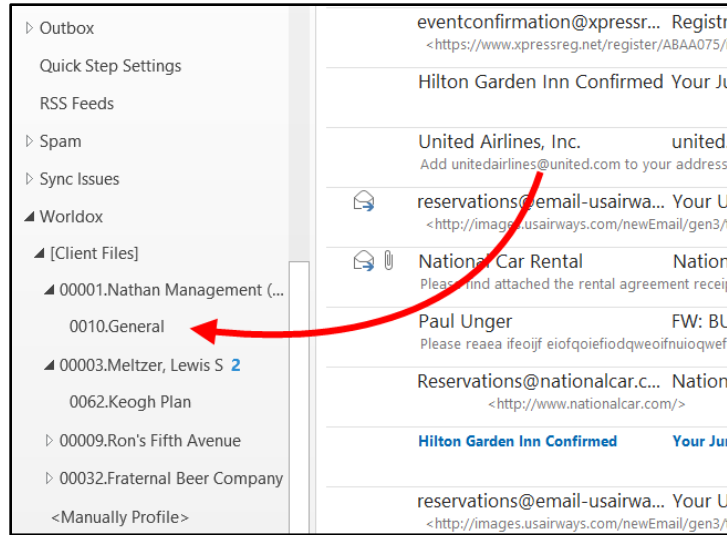 Outbox
Quick Step Settings
RSS Feeds
Spam
Sync Issues
Worldox
[Client Files]
00001.Nathan Management (...
0010.General
00003.Meltzer, Lewis S 2
0062.Keogh Plan
00009.Ron's Fifth Avenue
00032.Fraternal Beer Company
<Manually Profile>
eventconfirmation@xpressr... Registr
<https://www.xpressreg.net/register/ABAA075/
Hilton Garden Inn Confirmed Your Ju
United Airlines, Inc. united
Add unitedairlines@united.com to your address
reservations@email-usairwa... Your U
<http://images.usairways.com/newEmail/gen3/
National Car Rental Nation
Please find attached the rental agreement receip
Paul Unger FW: BU
Please reaea ifeoijf eiofqoiefiodqweoifnuioqwef
Reservations@nationalcar.c... Nation
<http://www.nationalcar.com/>
Hilton Garden Inn Confirmed Your Ju
reservations@email-usairwa... Your U
<http://images.usairways.com/newEmail/gen3/